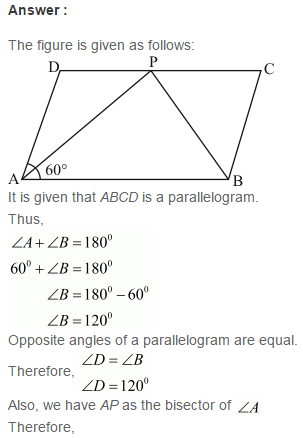 Answer :
The figure is given as follows:
D P C
60°
A B
It is given that ABCD is a parallelogram.
Thus,
∠A + ∠B = 180⁰
60⁰ + ∠B = 180⁰
∠B = 180⁰ − 60⁰
∠B = 120⁰
Opposite angles of a parallelogram are equal.
Therefore, ∠D = ∠B
∠D = 120⁰
Also, we have AP as the bisector of ∠A
Therefore,